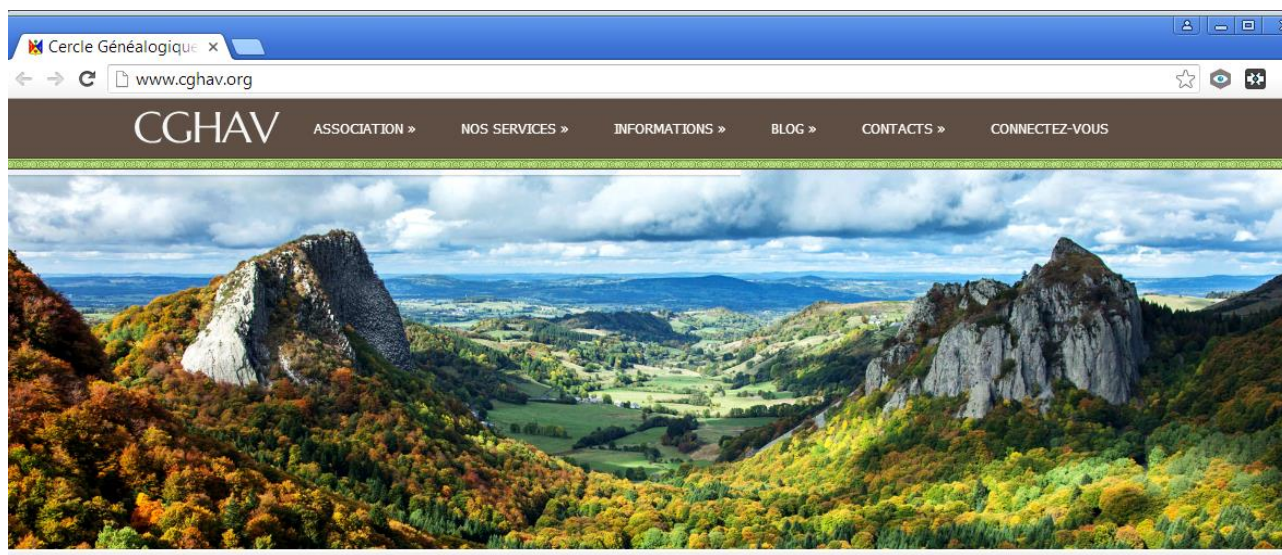 Cercle Généalogique
www.cghav.org
CGHAV ASSOCIATION » NOS SERVICES » INFORMATIONS » BLOG » CONTACTS » CONNECTEZ-VOUS